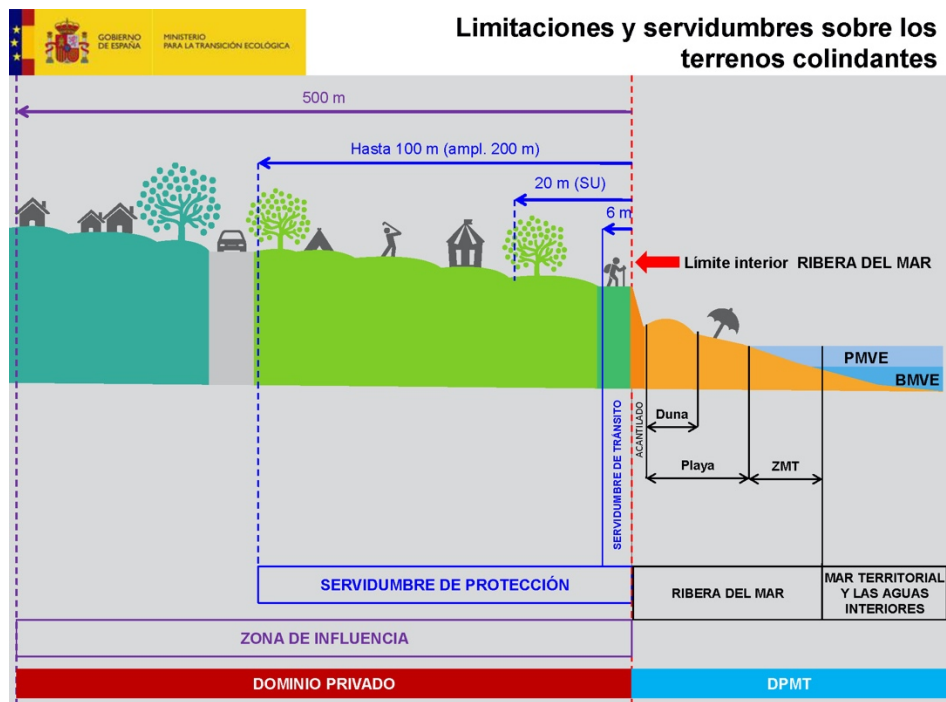 GOBIERNO
DE ESPAÑA
MINISTERIO
PARA LA TRANSICIÓN ECOLÓGICA
Limitaciones y servidumbres sobre los
terrenos colindantes
500 m
Hasta 100 m (ampl. 200 m)
20 m (SU)
6 m
Límite interior RIBERA DEL MAR
PMVE
BMVE
SERVIDUMBRE DE TRÁNSITO
ACANTILADO
Duna
Playa
ZMT
SERVIDUMBRE DE PROTECCIÓN
RIBERA DEL MAR
MAR TERRITORIAL
Y LAS AGUAS
INTERIORES
ZONA DE INFLUENCIA
DOMINIO PRIVADO
DPMT